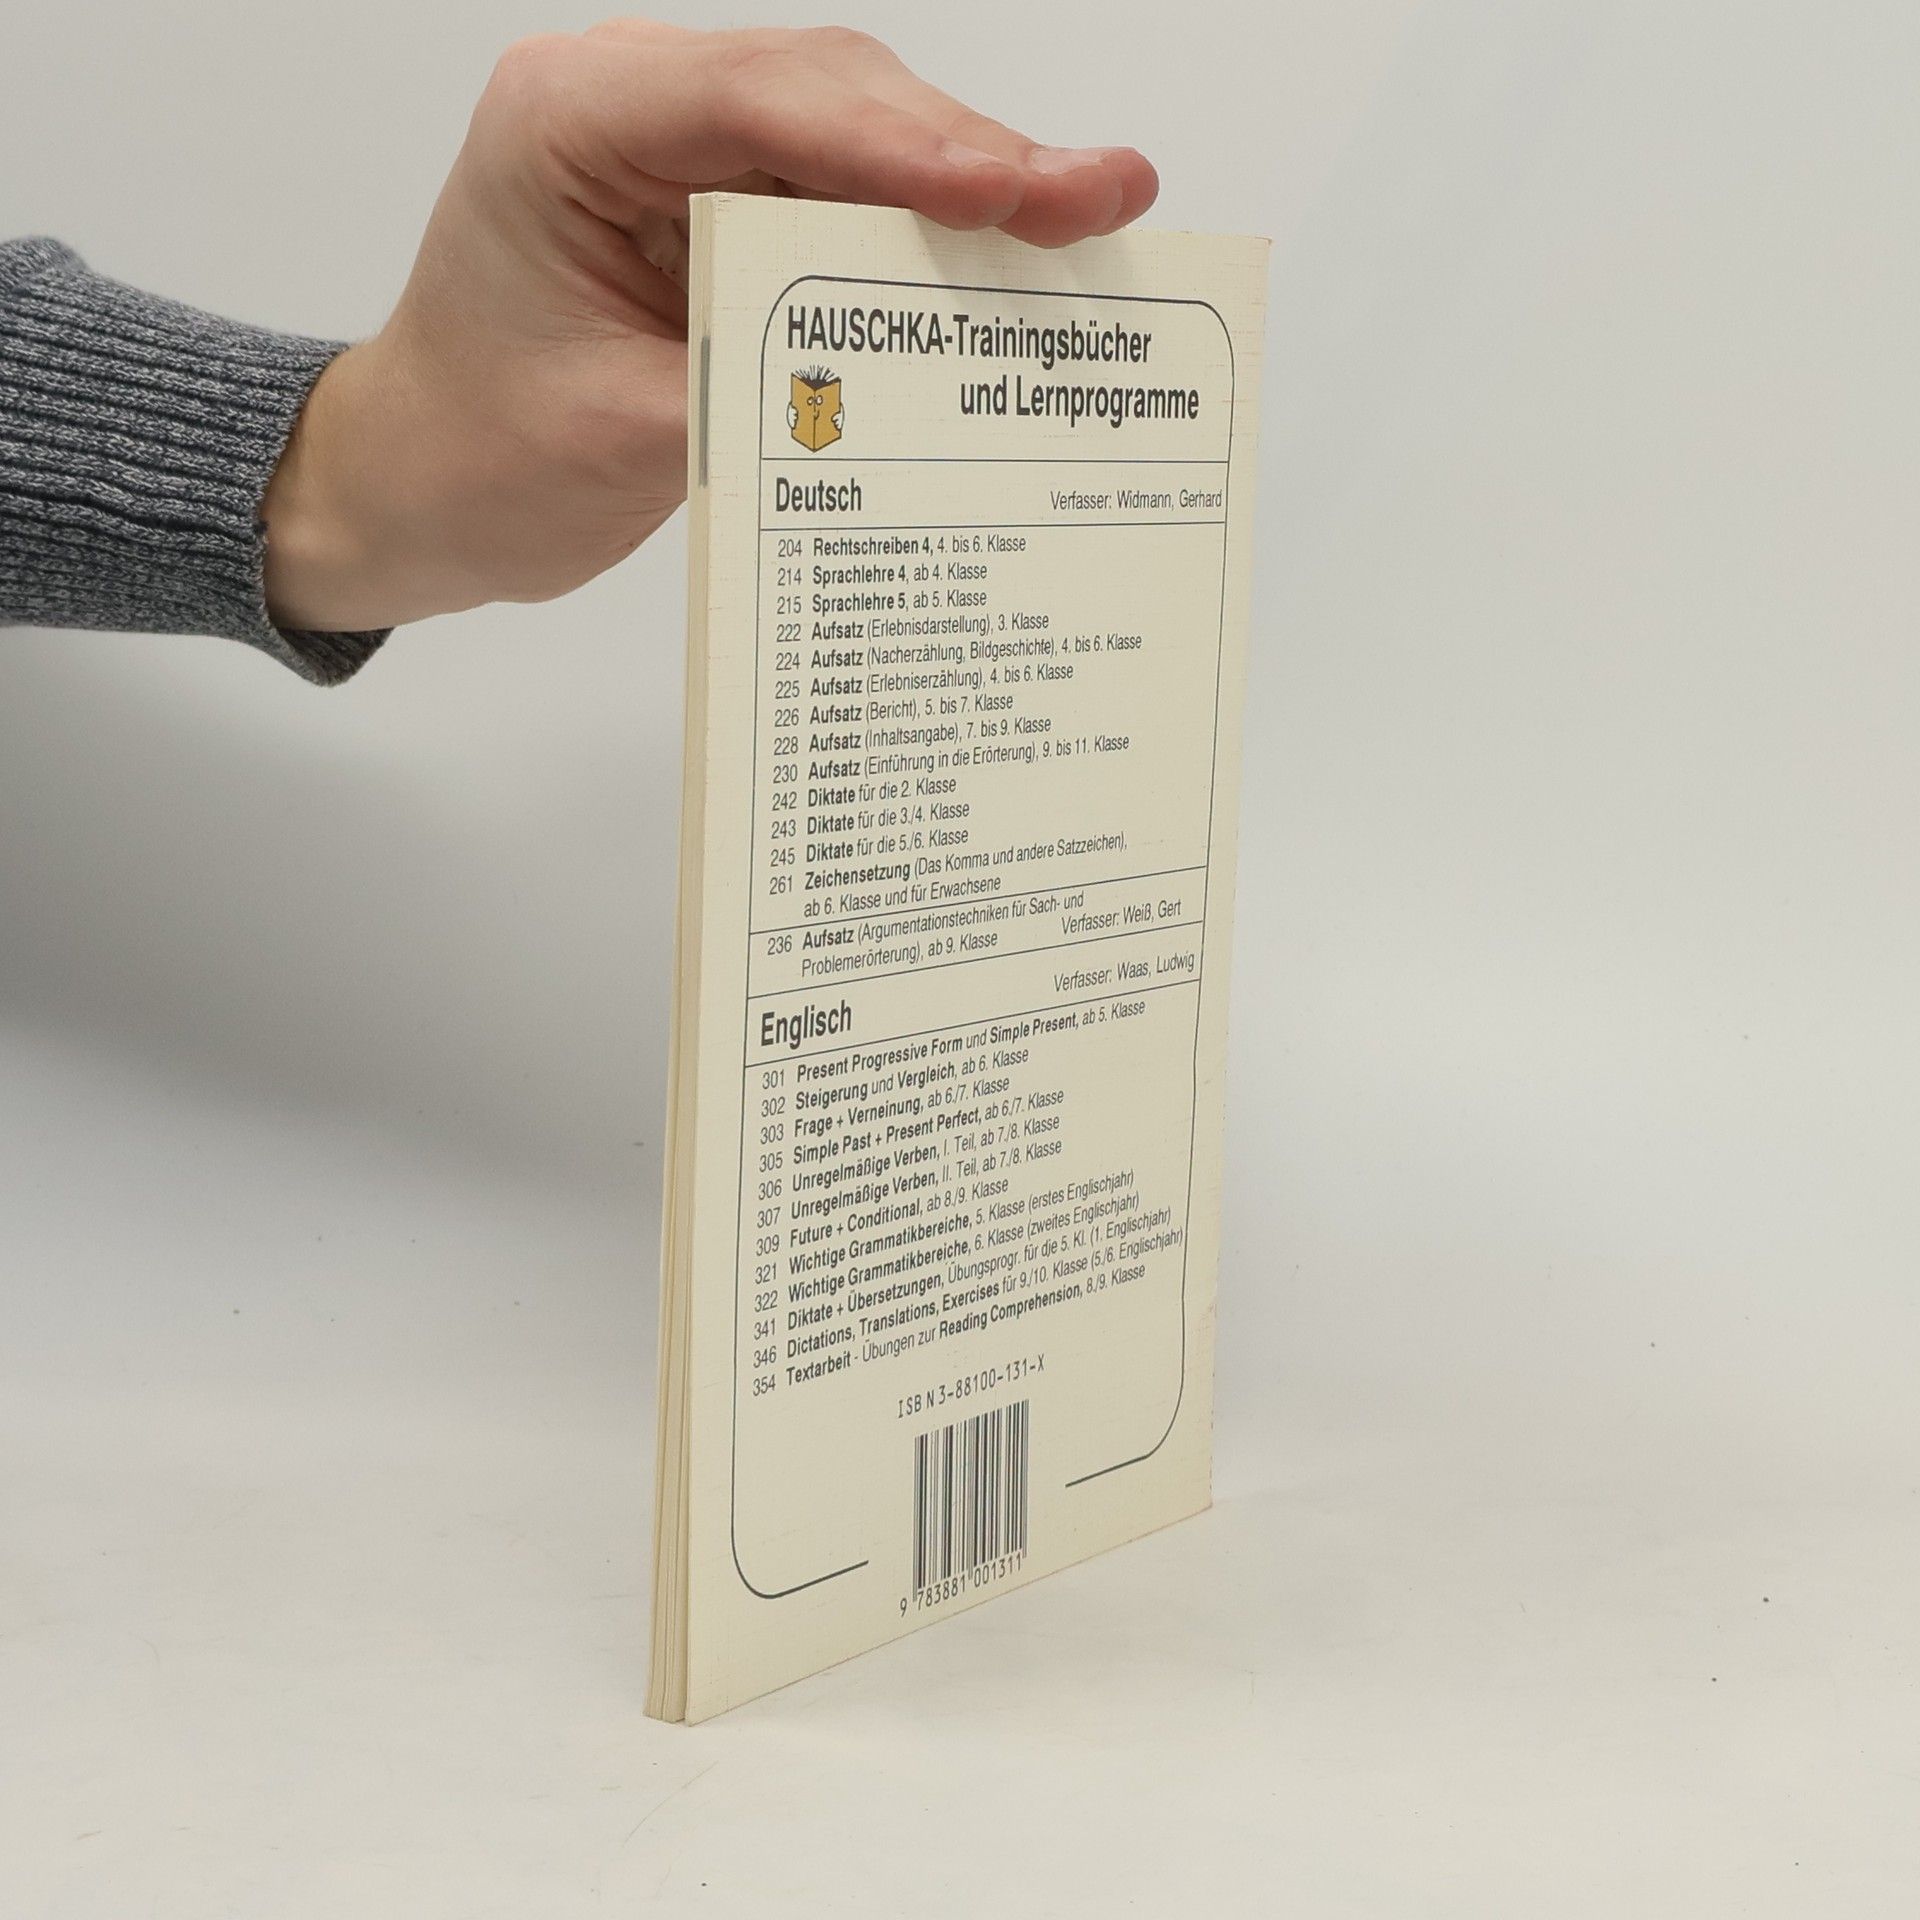 HAUSCHKA-Trainingsbücher
und Lernprogramme
Deutsch Verfasser: Widmann, Gerhard
204 Rechtschreiben 4, 4. bis 6. Klasse
214 Sprachlehre 4, ab 4. Klasse
215 Sprachlehre 5, ab 5. Klasse
222 Aufsatz (Erlebnisdarstellung), 3. Klasse
224 Aufsatz (Nacherzählung, Bildgeschichte), 4. bis 6. Klasse
225 Aufsatz (Erlebniserzählung), 4. bis 6. Klasse
226 Aufsatz (Bericht), 5. bis 7. Klasse
228 Aufsatz (Inhaltsangabe), 7. bis 9. Klasse
230 Aufsatz (Einführung in die Erörterung), 9. bis 11. Klasse
242 Diktate für die 2. Klasse
243 Diktate für die 3./4. Klasse
245 Diktate für die 5./6. Klasse
261 Zeichensetzung (Das Komma und andere Satzzeichen),
ab 6. Klasse und für Erwachsene
236 Aufsatz (Argumentationstechniken für Sach- und
Problemerörterung), ab 9. Klasse Verfasser: Weiß, Gert
Englisch Verfasser: Waas, Ludwig
301 Present Progressive Form und Simple Present, ab 5. Klasse
302 Steigerung und Vergleich, ab 6. Klasse
303 Frage + Verneinung, ab 6./7. Klasse
305 Simple Past + Present Perfect, ab 6./7. Klasse
306 Unregelmäßige Verben, I. Teil, ab 7./8. Klasse
307 Unregelmäßige Verben, II. Teil, ab 7./8. Klasse
309 Future + Conditional, ab 8./9. Klasse
321 Wichtige Grammatikbereiche, 5. Klasse (erstes Englischjahr)
322 Wichtige Grammatikbereiche, 6. Klasse (zweites Englischjahr)
341 Diktate + Übersetzungen, Übungsprogr. für die 5. Kl. (1. Englischjahr)
346 Dictations, Translations, Exercises für 9./10. Klasse (5./6. Englischjahr)
354 Textarbeit - Übungen zur Reading Comprehension, 8./9. Klasse
ISBN 3-88100-131-X
9 783881 001311